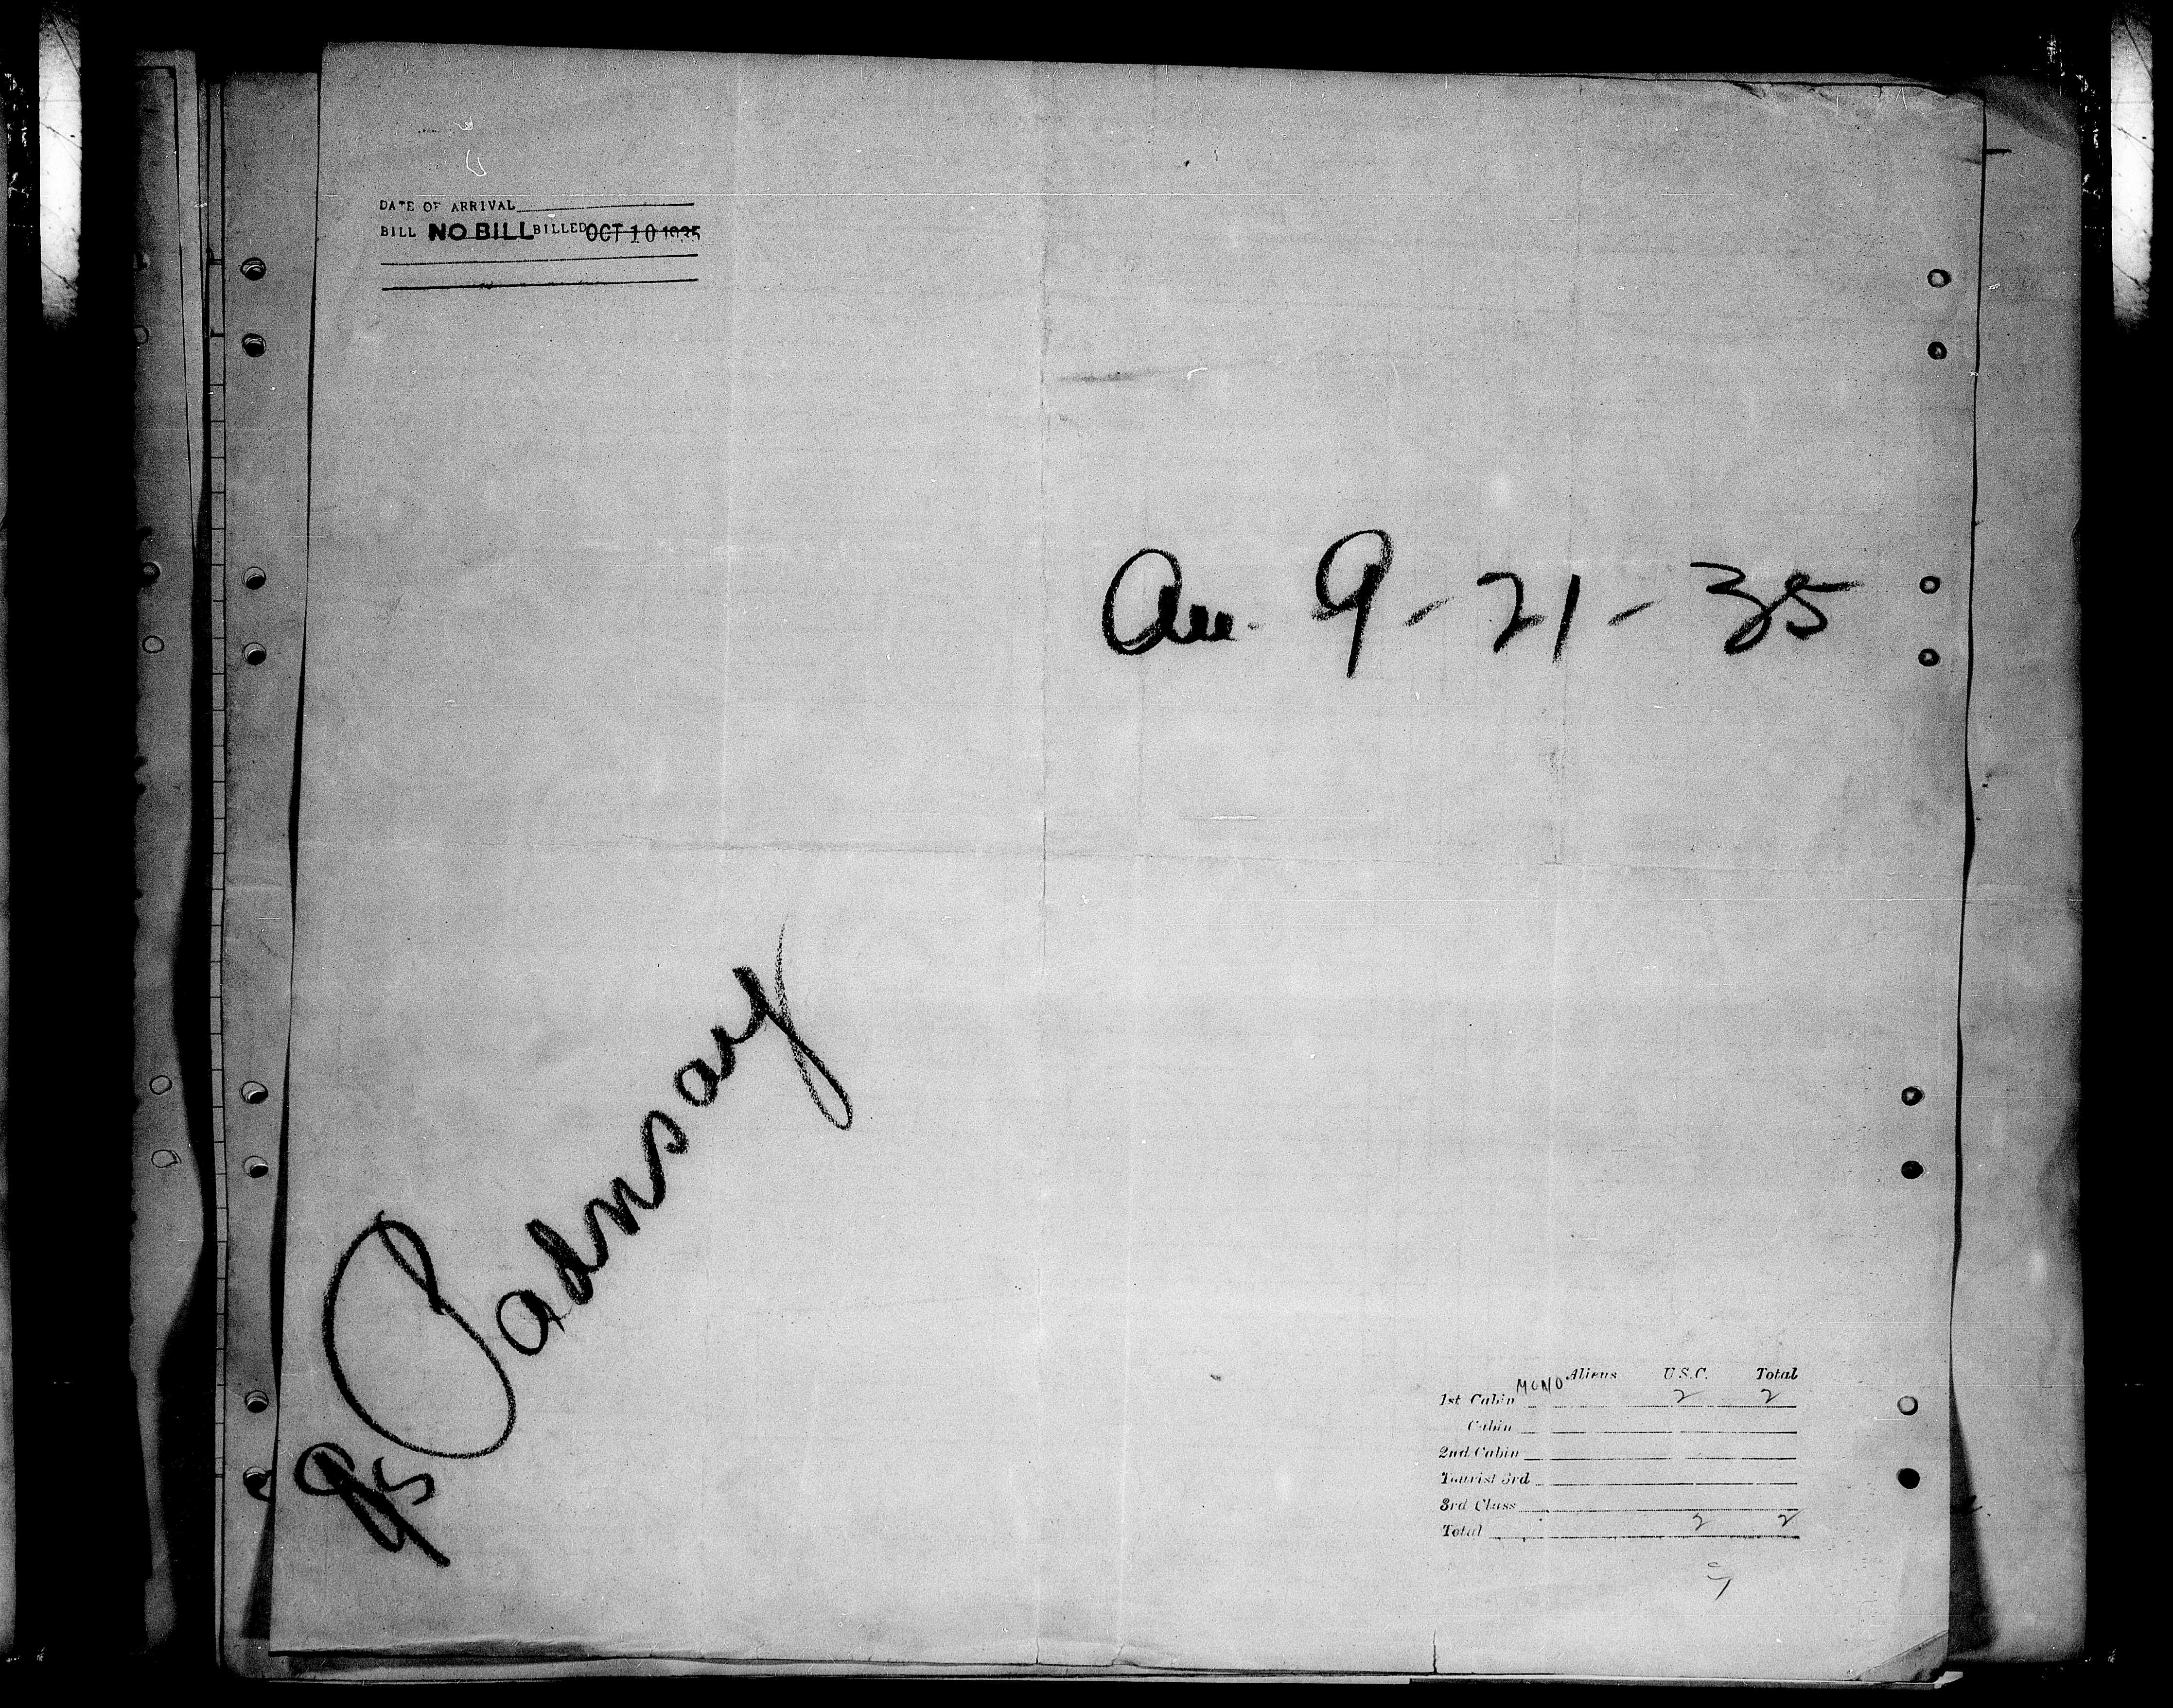 DATE OF ARRIVAL
BILL NO BILL BILLED OCT 10 1935
Arr. 9-21-35
SS
Aliens U.S.C. Total
1st Cabin MONO 2 2
Cabin
2nd Cabin
Tourist 3rd
3rd Class
Total 2 2